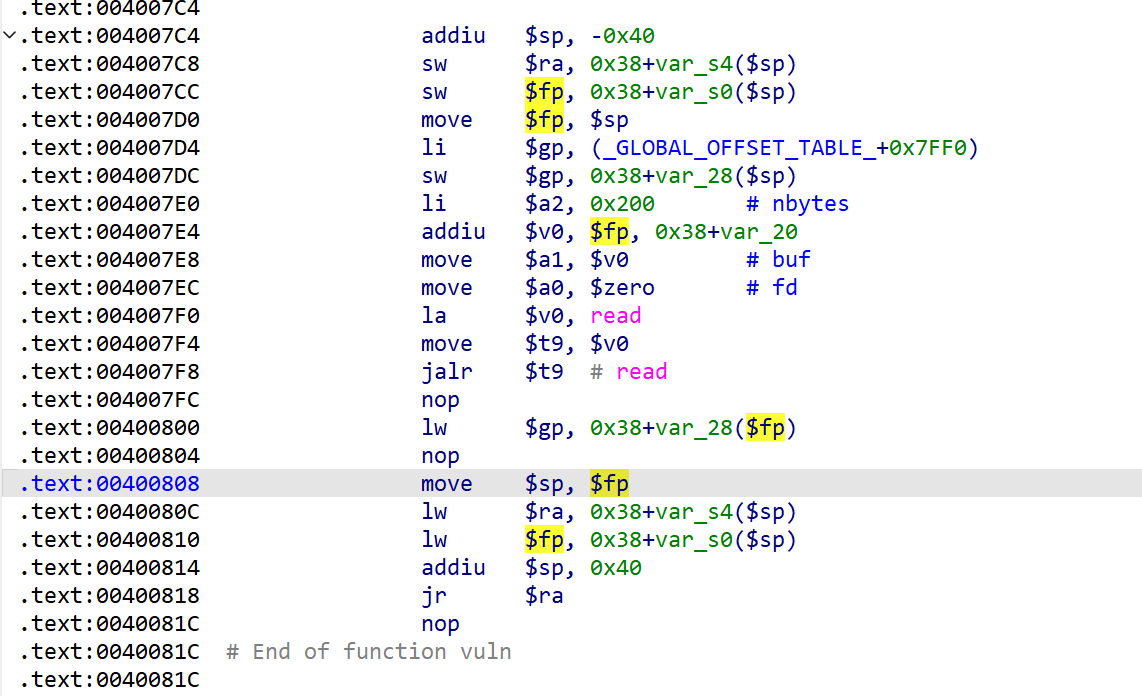 .text:004007C4
.text:004007C4 addiu $sp, -0x40
.text:004007C8 sw $ra, 0x38+var_s4($sp)
.text:004007CC sw $fp, 0x38+var_s0($sp)
.text:004007D0 move $fp, $sp
.text:004007D4 li $gp, (_GLOBAL_OFFSET_TABLE_+0x7FF0)
.text:004007DC sw $gp, 0x38+var_28($sp)
.text:004007E0 li $a2, 0x200 # nbytes
.text:004007E4 addiu $v0, $fp, 0x38+var_20
.text:004007E8 move $a1, $v0 # buf
.text:004007EC move $a0, $zero # fd
.text:004007F0 la $v0, read
.text:004007F4 move $t9, $v0
.text:004007F8 jalr $t9 # read
.text:004007FC nop
.text:00400800 lw $gp, 0x38+var_28($fp)
.text:00400804 nop
.text:00400808 move $sp, $fp
.text:0040080C lw $ra, 0x38+var_s4($sp)
.text:00400810 lw $fp, 0x38+var_s0($sp)
.text:00400814 addiu $sp, 0x40
.text:00400818 jr $ra
.text:0040081C nop
.text:0040081C # End of function vuln
.text:0040081C